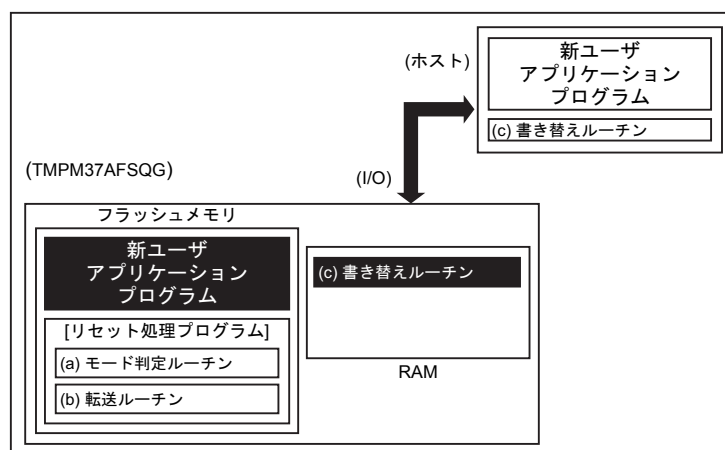 (ホスト)
新ユーザ
アプリケーション
プログラム
(c) 書き替えルーチン
(TMPM37AFSQG)
(I/O)
フラッシュメモリ
新ユーザ
アプリケーション
プログラム
[リセット処理プログラム]
(a) モード判定ルーチン
(b) 転送ルーチン
(c) 書き替えルーチン
RAM